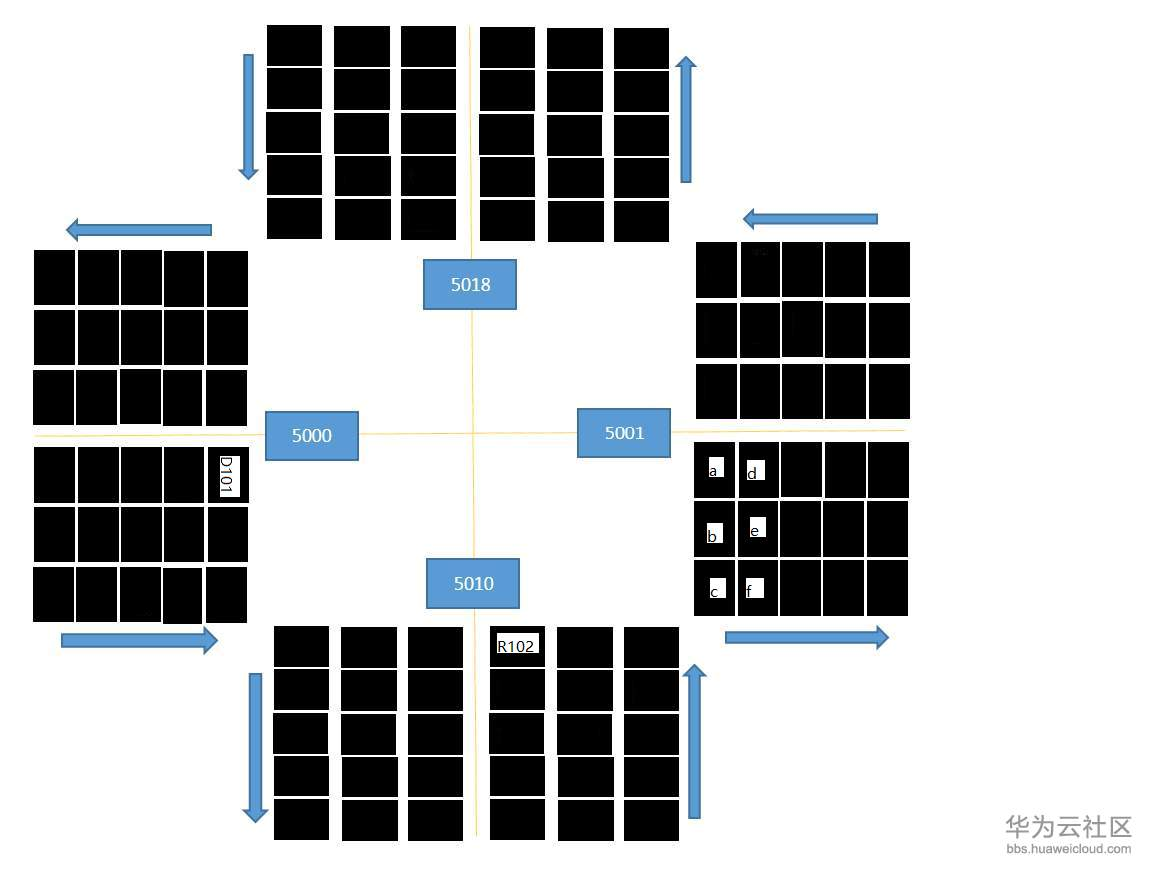 5018
5000
5001
D101
a
d
b
e
c
f
5010
R102
华为云社区
bbs.huaweicloud.com